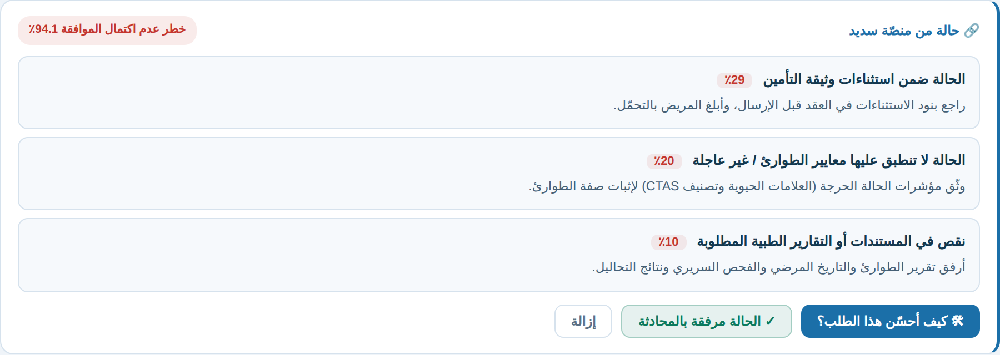 🔗 حالة من منصّة سديد
خطر عدم اكتمال الموافقة 94.1٪
الحالة ضمن استثناءات وثيقة التأمين 29٪
راجع بنود الاستثناءات في العقد قبل الإرسال، وأبلغ المريض بالتحمّل.
الحالة لا تنطبق عليها معايير الطوارئ / غير عاجلة 20٪
وثّق مؤشرات الحالة الحرجة (العلامات الحيوية وتصنيف CTAS) لإثبات صفة الطوارئ.
نقص في المستندات أو التقارير الطبية المطلوبة 10٪
أرفق تقرير الطوارئ والتاريخ المرضي والفحص السريري ونتائج التحاليل.
🛠 كيف أحسّن هذا الطلب؟
✓ الحالة مرفقة بالمحادثة
إزالة